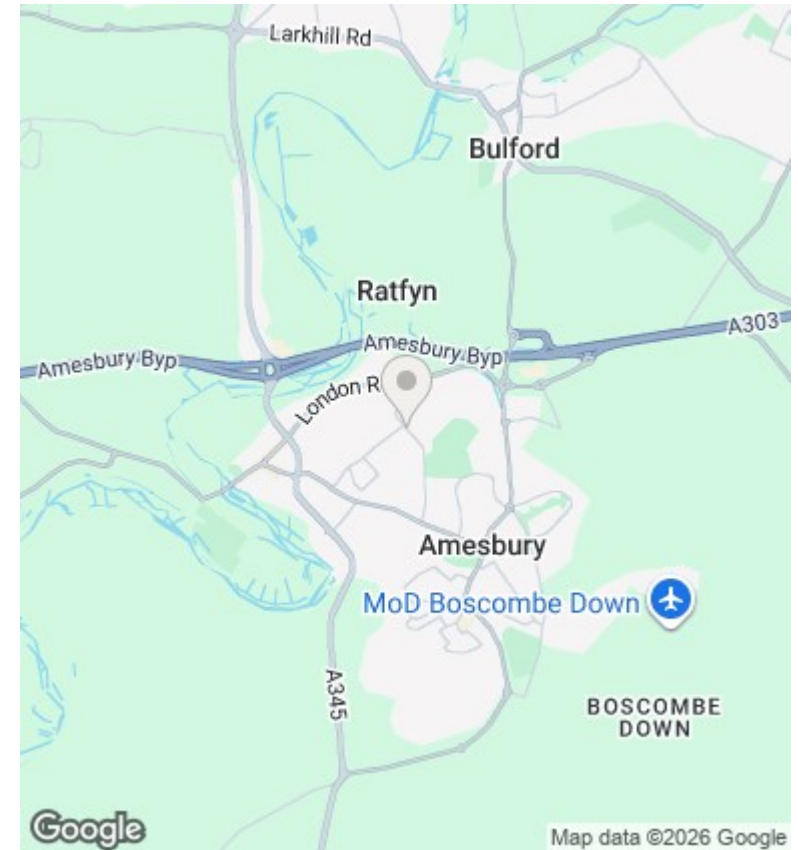 Larkhill Rd
Bulford
Ratfyn
A303
Amesbury Byp
Amesbury Byp
London R
Amesbury
MoD Boscombe Down
A345
BOSCOMBE
DOWN
Google
Map data ©2026 Google